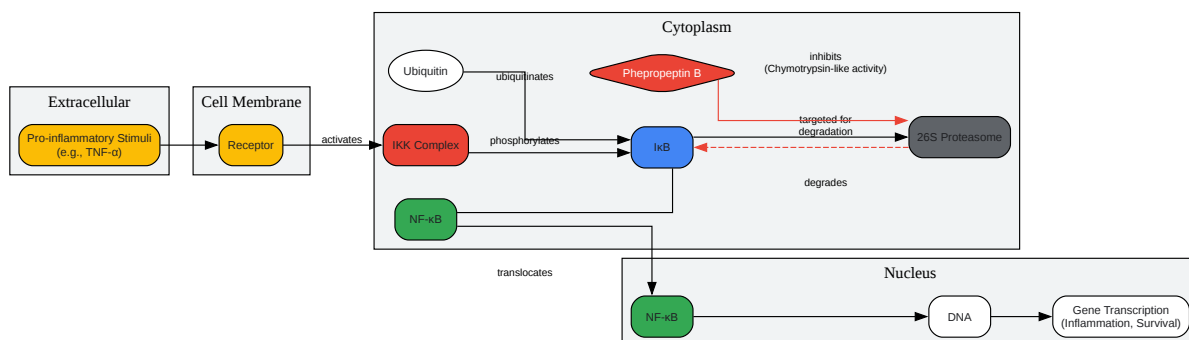 Cytoplasm
Ubiquitin
ubiquitinates
Phepropeptin B
inhibits
(Chymotrypsin-like activity)
Extracellular
Cell Membrane
Pro-inflammatory Stimuli
(e.g., TNF-α)
Receptor
activates
IKK Complex
phosphorylates
IκB
targeted for
degradation
26S Proteasome
degrades
NF-κB
translocates
Nucleus
NF-κB
DNA
Gene Transcription
(Inflammation, Survival)